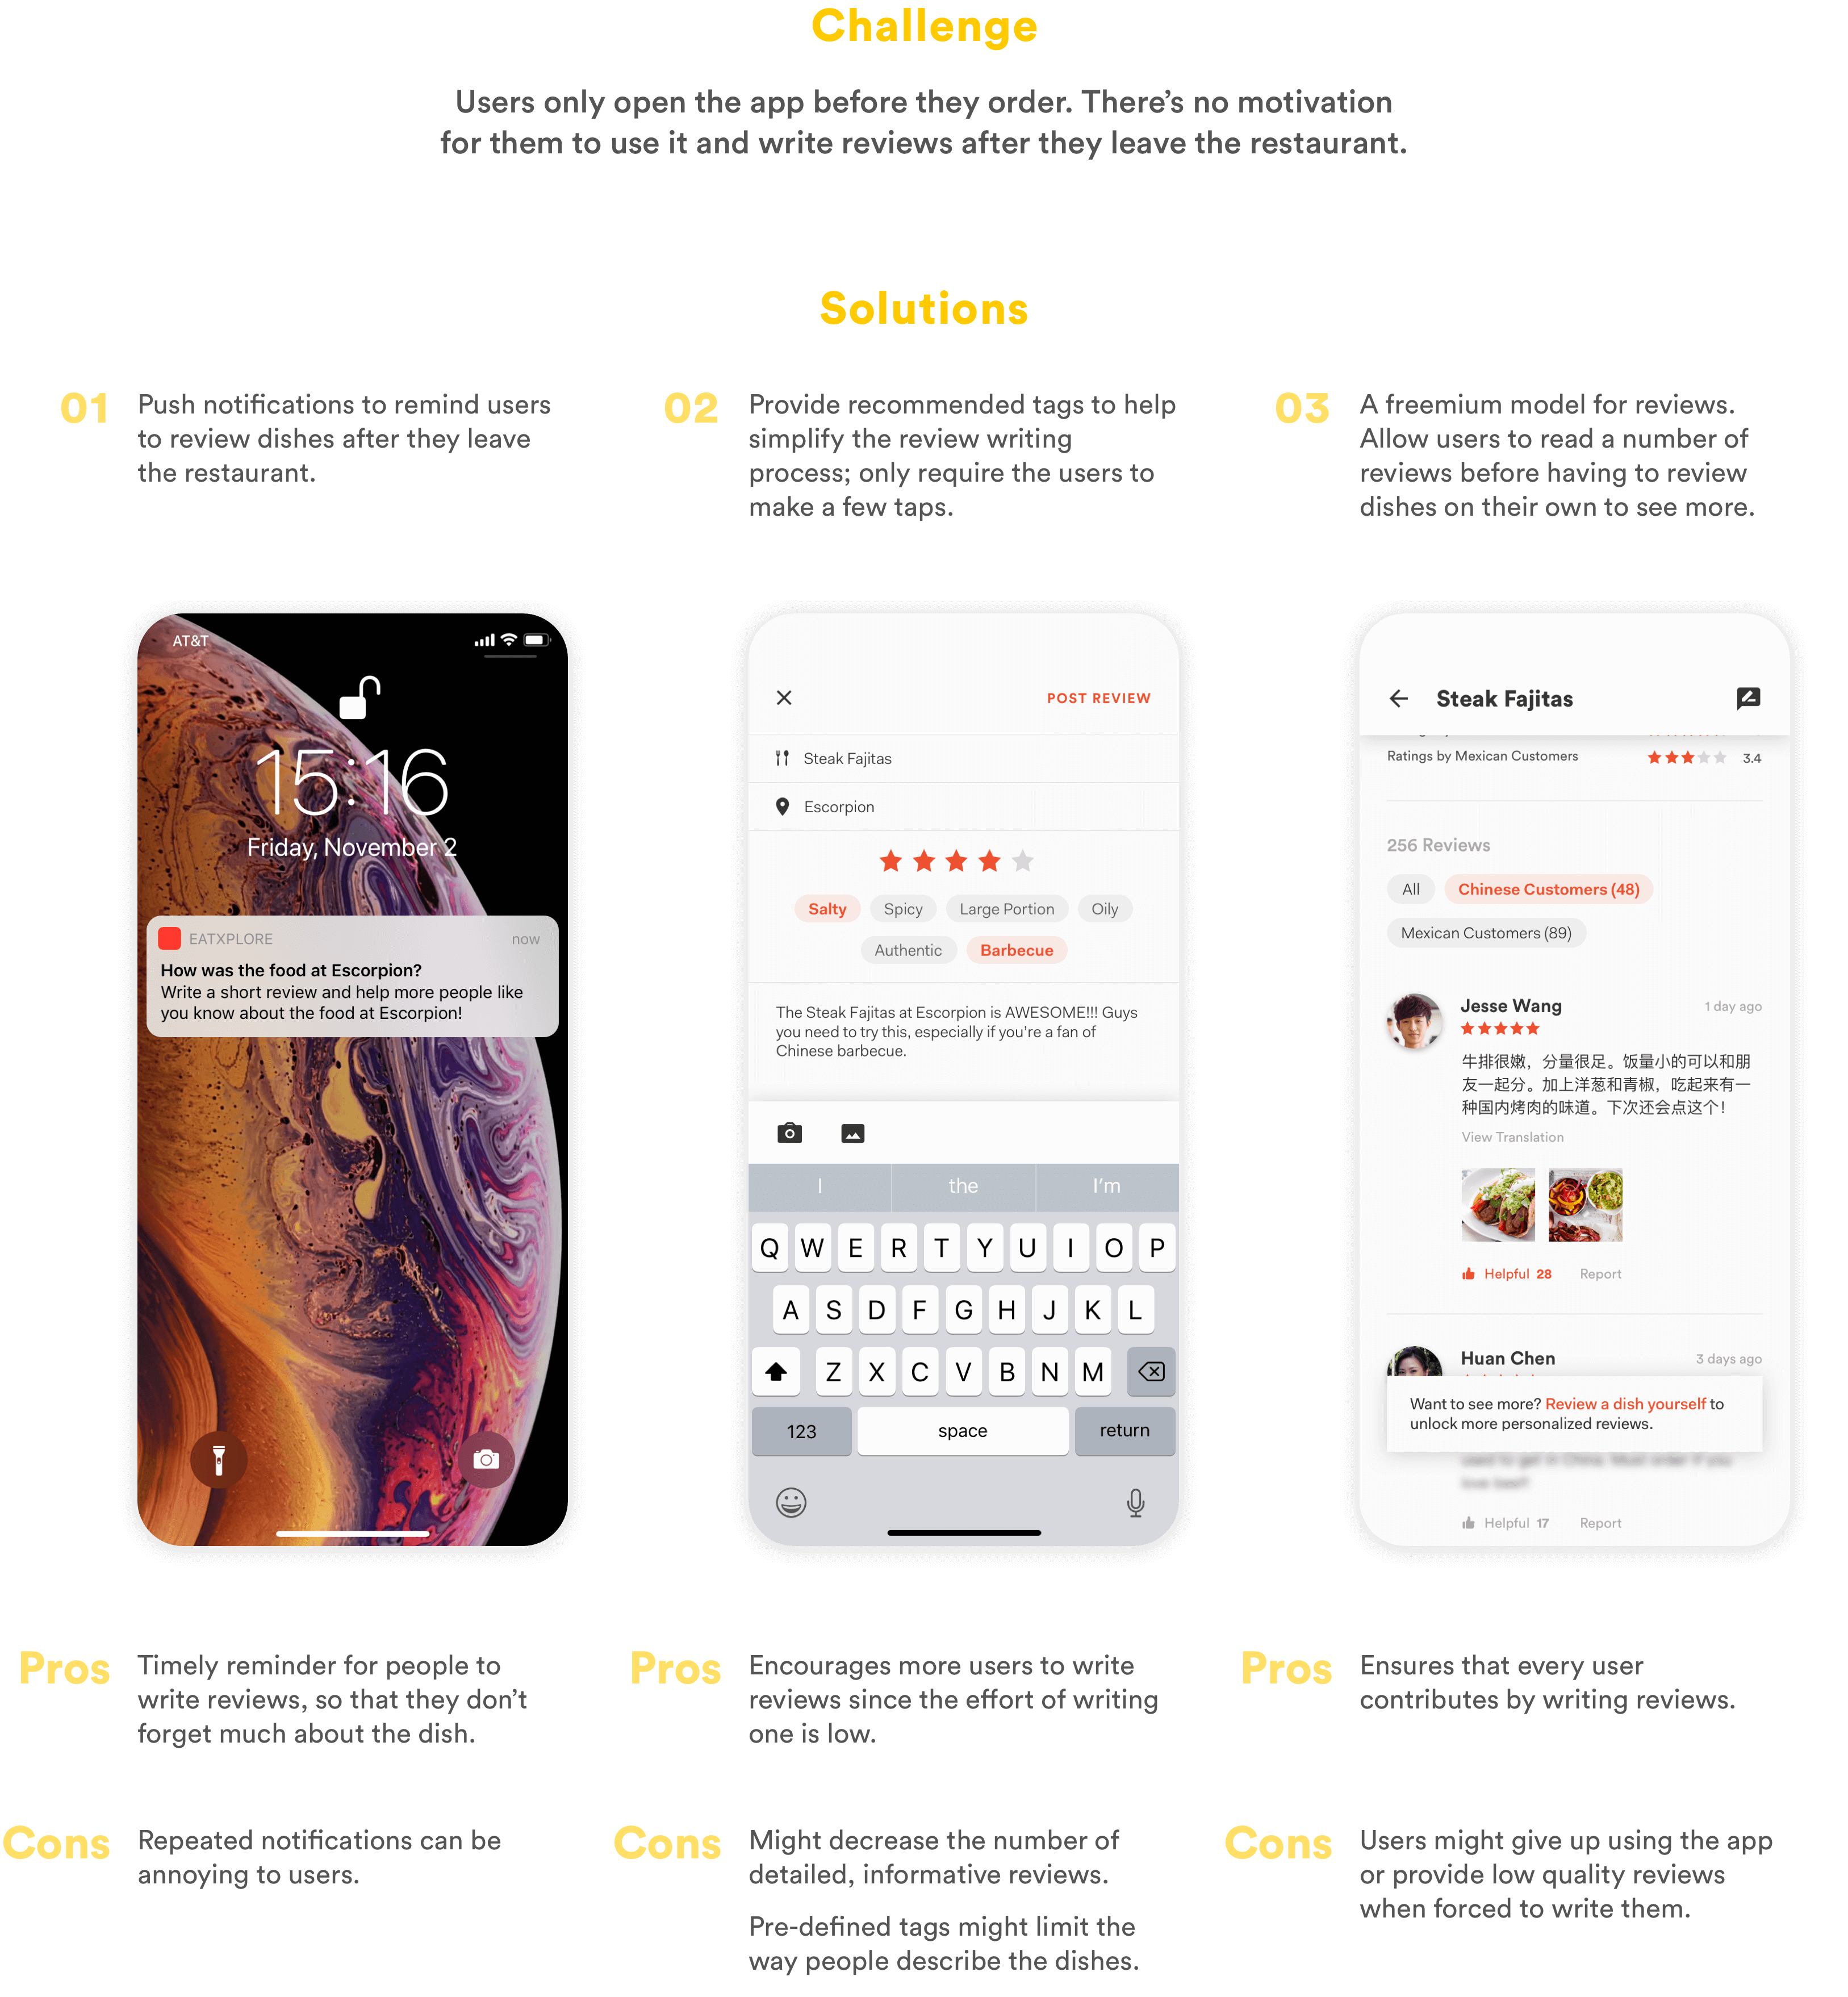 Challenge
Users only open the app before they order. There’s no motivation
for them to use it and write reviews after they leave the restaurant.
Solutions
01
Push notifications to remind users
to review dishes after they leave
the restaurant.
02
Provide recommended tags to help
simplify the review writing
process; only require the users to
make a few taps.
03
A freemium model for reviews.
Allow users to read a number of
reviews before having to review
dishes on their own to see more.
AT&T
15:16
Friday, November 2
EATXPLORE now
How was the food at Escorpion?
Write a short review and help more people like
you know about the food at Escorpion!
POST REVIEW
Steak Fajitas
Escorpion
Salty Spicy Large Portion Oily
Authentic Barbecue
The Steak Fajitas at Escorpion is AWESOME!!! Guys
you need to try this, especially if you’re a fan of
Chinese barbecue.
I the I’m
Q W E R T Y U I O P
A S D F G H J K L
Z X C V B N M
123 space return
Steak Fajitas
Ratings by Mexican Customers 3.4
256 Reviews
All Chinese Customers (48)
Mexican Customers (89)
Jesse Wang 1 day ago
牛排很嫩，分量很足。饭量小的可以和朋
友一起分。加上洋葱和青椒，吃起来有一
种国内烤肉的味道。下次还会点这个！
View Translation
Helpful 28 Report
Huan Chen 3 days ago
Want to see more? Review a dish yourself to
unlock more personalized reviews.
used to get in China. Must order if you
love beef!
Helpful 17 Report
Pros
Timely reminder for people to
write reviews, so that they don’t
forget much about the dish.
Pros
Encourages more users to write
reviews since the effort of writing
one is low.
Pros
Ensures that every user
contributes by writing reviews.
Cons
Repeated notifications can be
annoying to users.
Cons
Might decrease the number of
detailed, informative reviews.
Pre-defined tags might limit the
way people describe the dishes.
Cons
Users might give up using the app
or provide low quality reviews
when forced to write them.